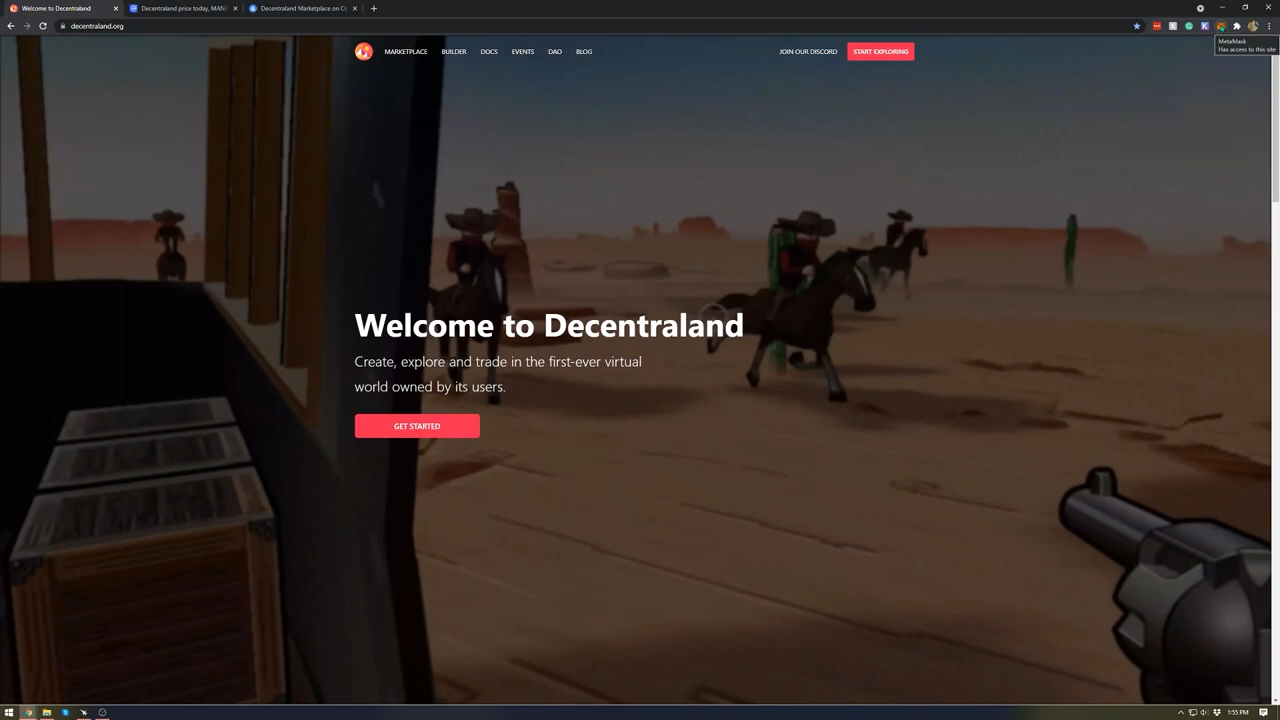 Welcome to Decentraland
Decentraland price today, MANA
Decentraland Marketplace on Op
decentraland.org
MetaMask
Has access to this site
MARKETPLACE
BUILDER
DOCS
EVENTS
DAO
BLOG
JOIN OUR DISCORD
START EXPLORING
Welcome to Decentraland
Create, explore and trade in the first-ever virtual
world owned by its users.
GET STARTED
1:55 PM